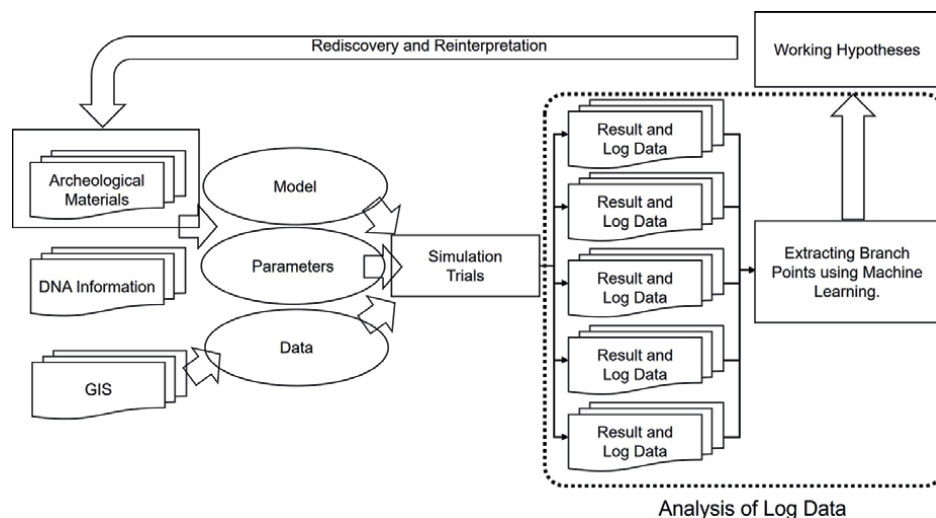 Rediscovery and Reinterpretation
Working Hypotheses
Archeological
Materials
DNA Information
GIS
Model
Parameters
Data
Simulation
Trials
Result and
Log Data
Result and
Log Data
Result and
Log Data
Result and
Log Data
Result and
Log Data
Extracting Branch
Points using Machine
Learning.
Analysis of Log Data